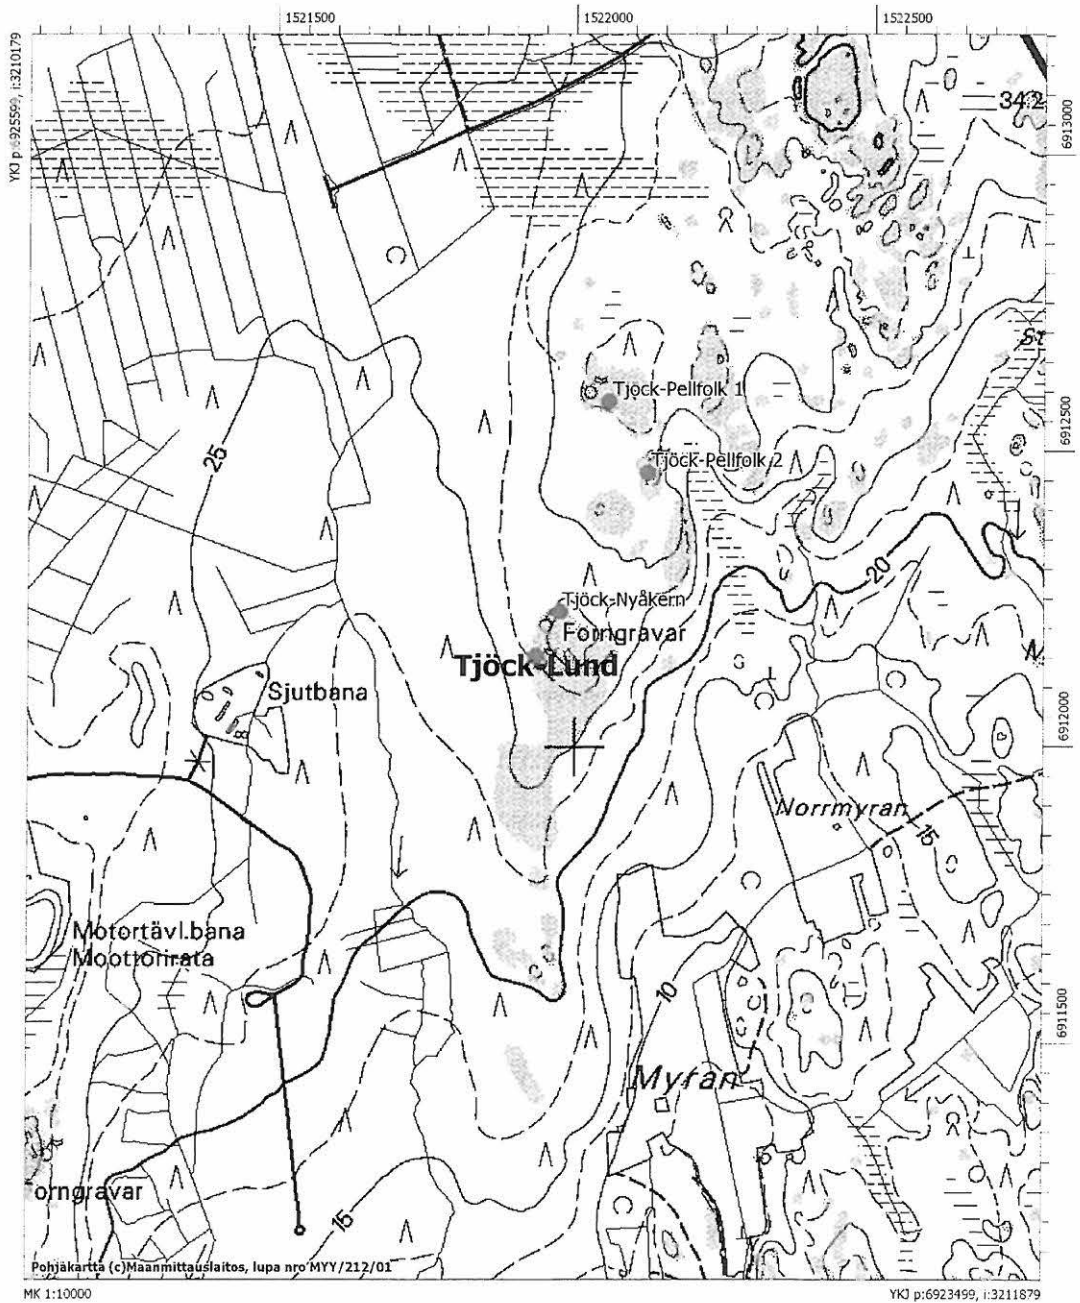 1521500
1522000
1522500
YKJ p:6925599, i:3210179
34.2
6913000
St
Tjöck-Pellfolk 1
6912500
25
Tjöck-Pellfolk 2
20
Tjöck-Nyåkern
Forngravar
Tjöck-Lund
Sjutbana
6912000
Norrmyran
15
Motortävl.bana
Moottorirata
10
6911500
Myran
orngravar
15
Pohjakartta (c)Maanmittauslaitos, lupa nro MYY/212/01
MK 1:10000
YKJ p:6923499, i:3211879